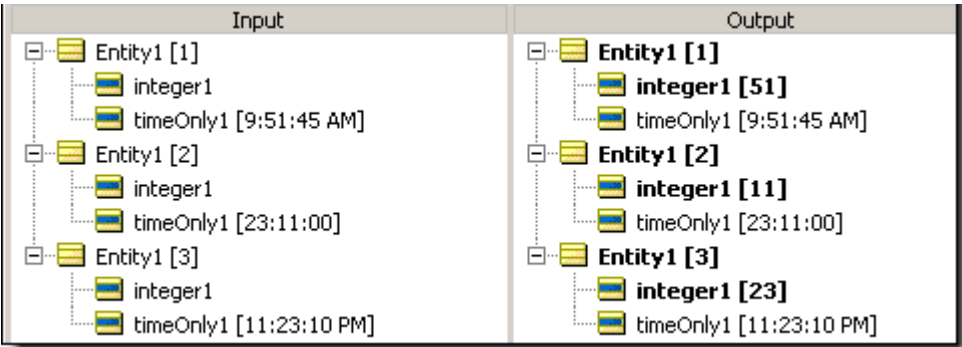 Input
Entity1 [1]
integer1
timeOnly1 [9:51:45 AM]
Entity1 [2]
integer1
timeOnly1 [23:11:00]
Entity1 [3]
integer1
timeOnly1 [11:23:10 PM]
Output
Entity1 [1]
integer1 [51]
timeOnly1 [9:51:45 AM]
Entity1 [2]
integer1 [11]
timeOnly1 [23:11:00]
Entity1 [3]
integer1 [23]
timeOnly1 [11:23:10 PM]